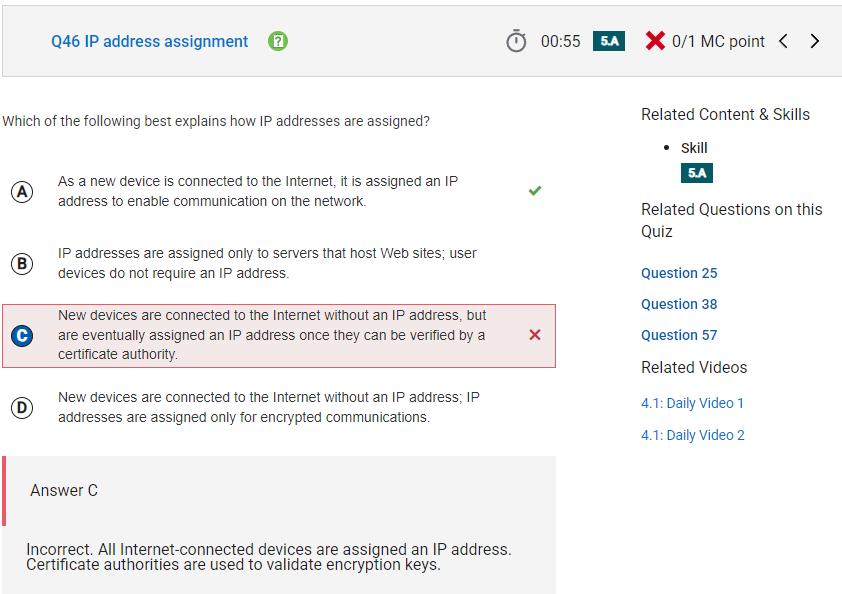 Q46 IP address assignment ? 00:55 5.A 0/1 MC point
Which of the following best explains how IP addresses are assigned?
A
As a new device is connected to the Internet, it is assigned an IP
address to enable communication on the network.
B
IP addresses are assigned only to servers that host Web sites; user
devices do not require an IP address.
C
New devices are connected to the Internet without an IP address, but
are eventually assigned an IP address once they can be verified by a
certificate authority.
D
New devices are connected to the Internet without an IP address; IP
addresses are assigned only for encrypted communications.
Answer C
Incorrect. All Internet-connected devices are assigned an IP address.
Certificate authorities are used to validate encryption keys.
Related Content & Skills
Skill
5.A
Related Questions on this
Quiz
Question 25
Question 38
Question 57
Related Videos
4.1: Daily Video 1
4.1: Daily Video 2